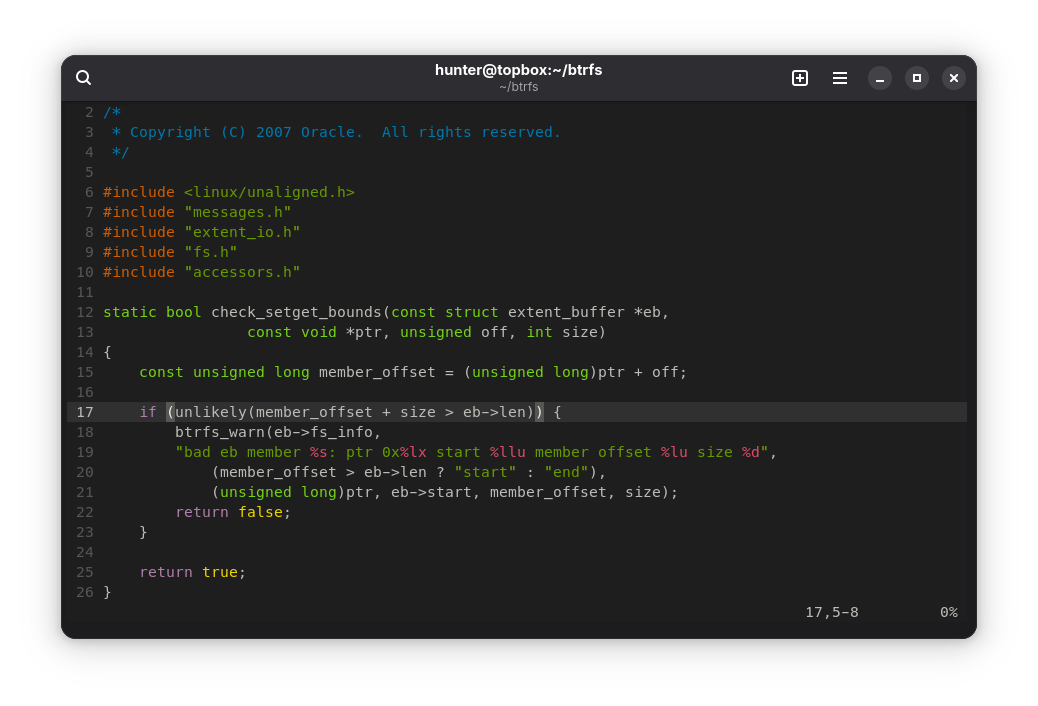 hunter@topbox:~/btrfs
~/btrfs
2 /*
3  * Copyright (C) 2007 Oracle.  All rights reserved.
4  */
5
6 #include <linux/unaligned.h>
7 #include "messages.h"
8 #include "extent_io.h"
9 #include "fs.h"
10 #include "accessors.h"
11
12 static bool check_setget_bounds(const struct extent_buffer *eb,
13                 const void *ptr, unsigned off, int size)
14 {
15     const unsigned long member_offset = (unsigned long)ptr + off;
16
17     if (unlikely(member_offset + size > eb->len)) {
18         btrfs_warn(eb->fs_info,
19         "bad eb member %s: ptr 0x%lx start %llu member offset %lu size %d",
20             (member_offset > eb->len ? "start" : "end"),
21             (unsigned long)ptr, eb->start, member_offset, size);
22         return false;
23     }
24
25     return true;
26 }
17,5-8         0%